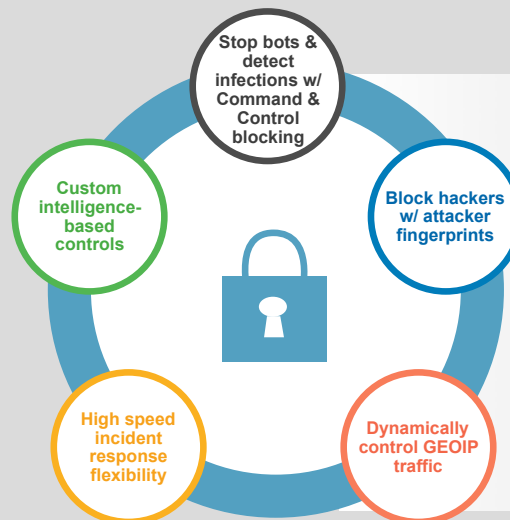 Stop bots &
detect
infections w/
Command &
Control
blocking
Custom
intelligence-
based
controls
Block hackers
w/ attacker
fingerprints
High speed
incident
response
flexibility
Dynamically
control GEOIP
traffic